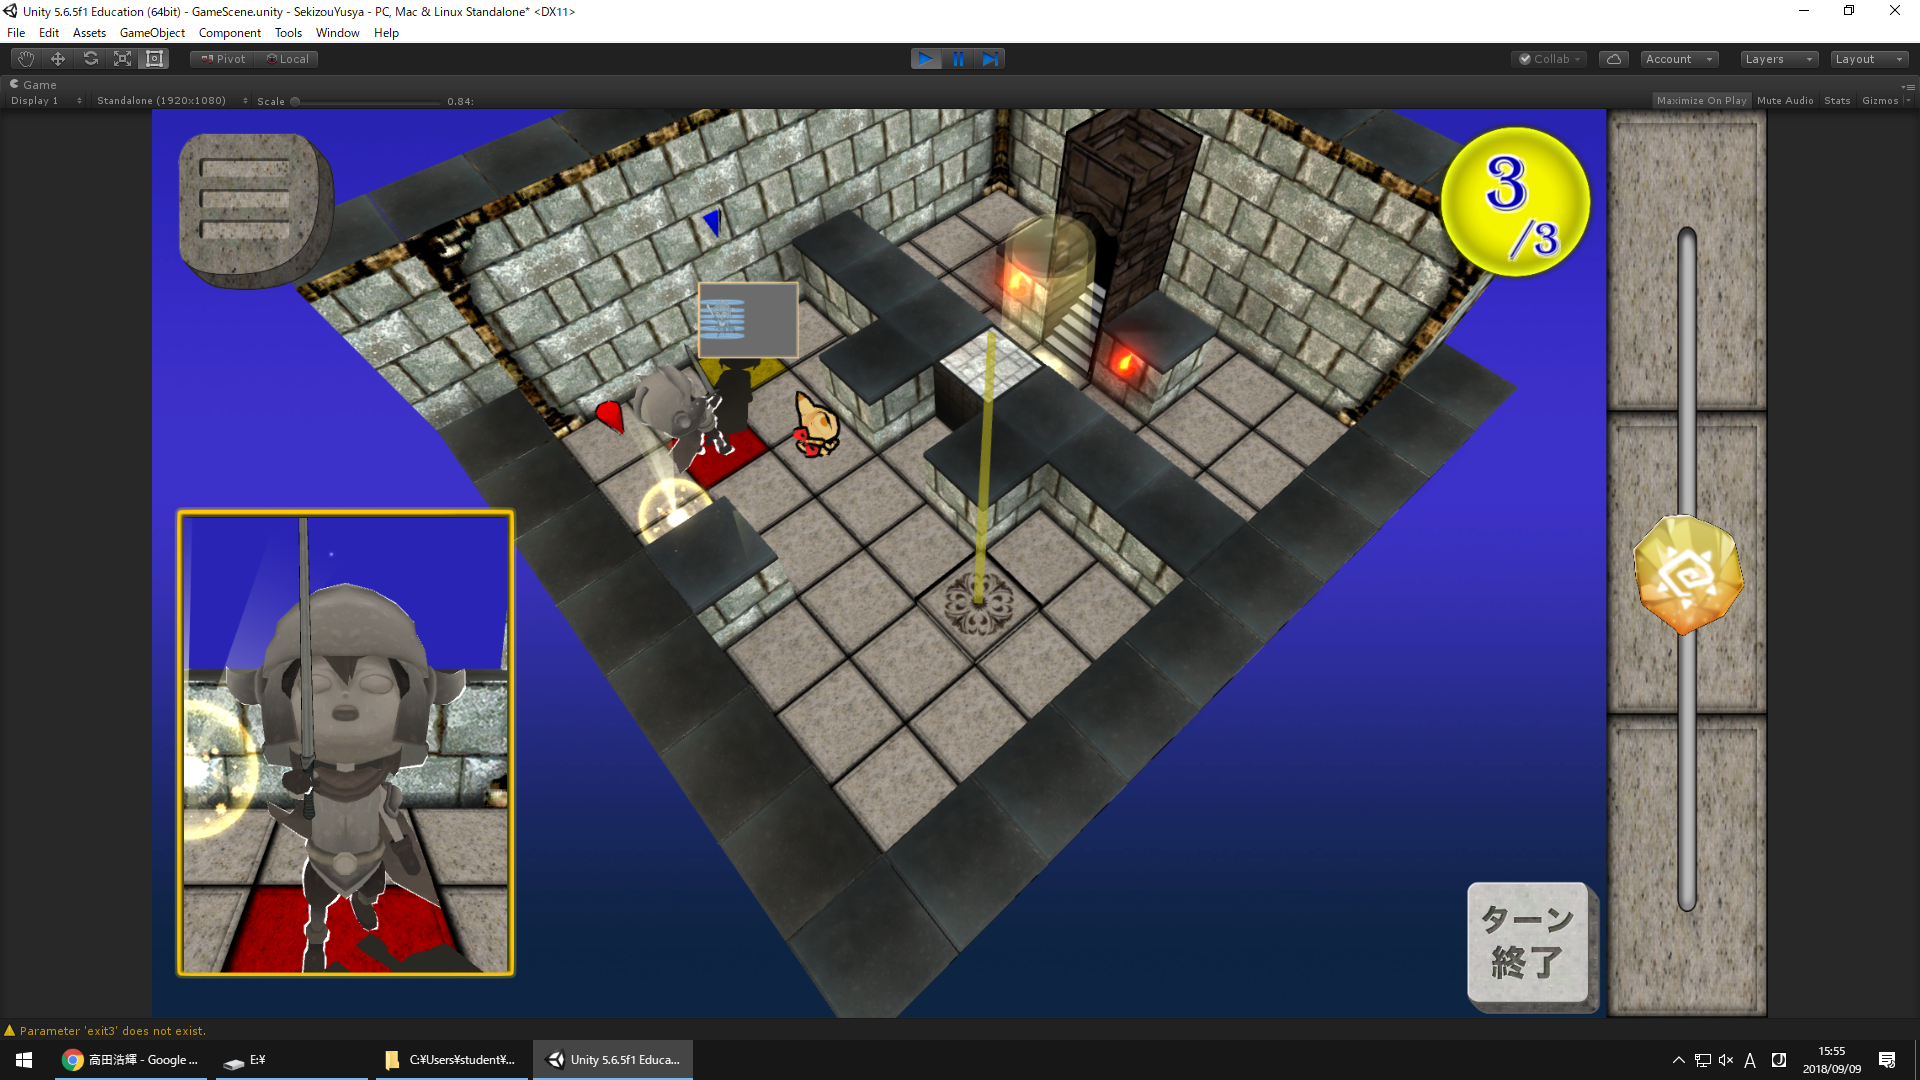 Unity 5.6.5f1 Education (64bit) - GameScene.unity - SekizouYusya - PC, Mac & Linux Standalone* <DX11>
File Edit Assets GameObject Component Tools Window Help
Pivot Local Collab Account Layers Layout
Game
Display 1 Standalone (1920x1080) Scale 0.84: Maximize On Play Mute Audio Stats Gizmos
3
/3
ターン
終了
Parameter 'exit3' does not exist.
高田浩輝 - Google ... E:¥ C:¥Users¥student¥... Unity 5.6.5f1 Educa... A 15:55
2018/09/09